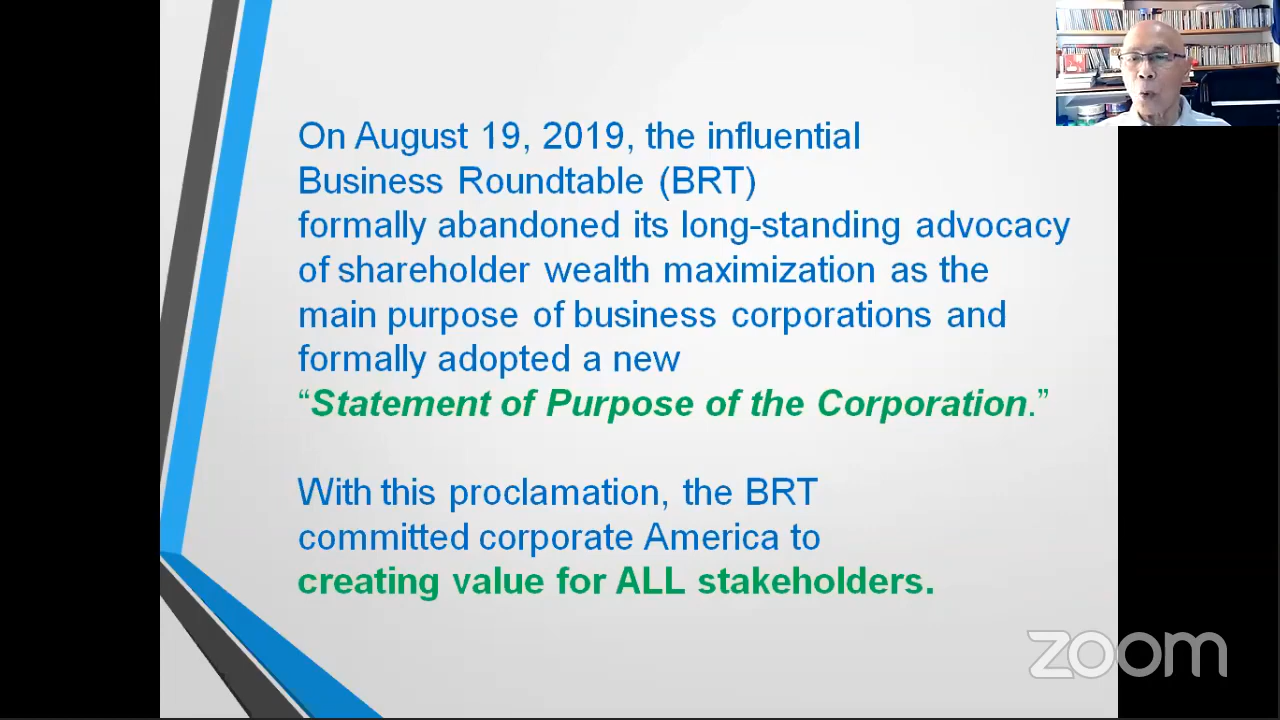 On August 19, 2019, the influential
Business Roundtable (BRT)
formally abandoned its long-standing advocacy
of shareholder wealth maximization as the
main purpose of business corporations and
formally adopted a new
“Statement of Purpose of the Corporation.”
With this proclamation, the BRT
committed corporate America to
creating value for ALL stakeholders.
zoom